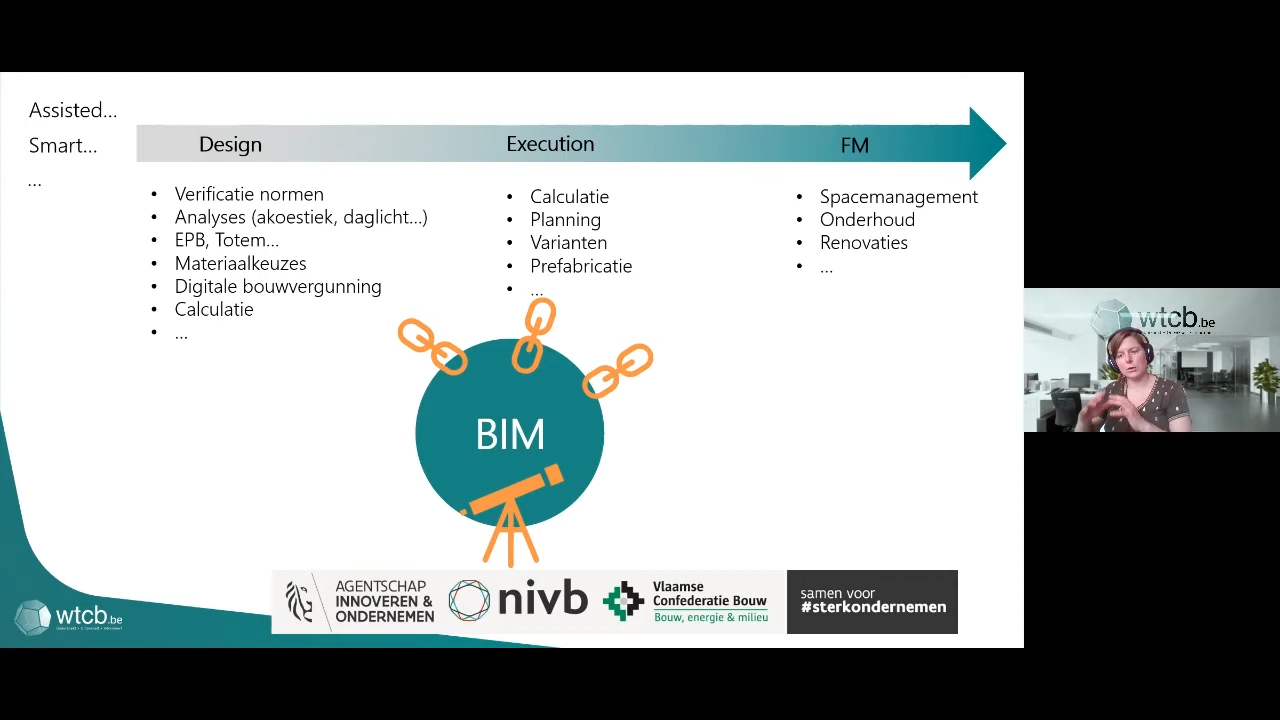 Assisted...
Smart...
...
Design
Execution
FM
• Verificatie normen
• Analyses (akoestiek, daglicht...)
• EPB, Totem...
• Materiaalkeuzes
• Digitale bouwvergunning
• Calculatie
• ...
• Calculatie
• Planning
• Varianten
• Prefabricatie
• ...
• Spacemanagement
• Onderhoud
• Renovaties
• ...
BIM
wtcb.be
AGENTSCHAP
INNOVEREN &
ONDERNEMEN
nivb
Vlaamse
Confederatie Bouw
Bouw, energie & milieu
samen voor
#sterkondernemen
wtcb.be